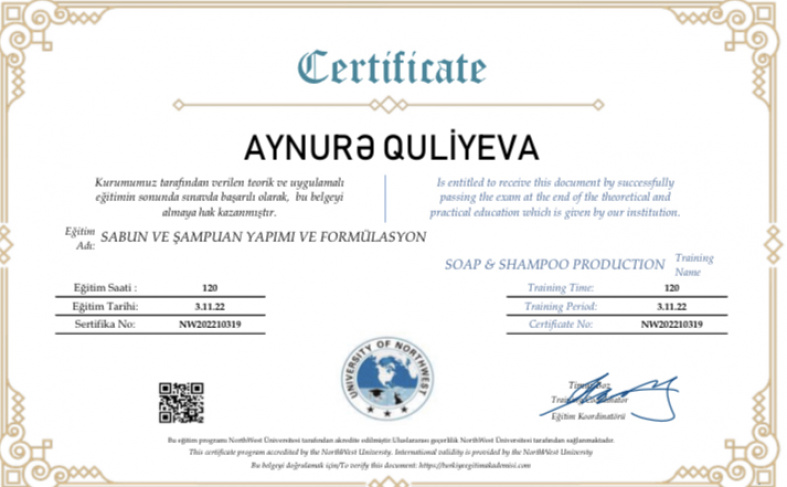 Certificate
AYNURƏ QULİYEVA
Kurumumuz tarafından verilen teorik ve uygulamalı
eğitimin sonunda sınavda başarılı olarak, bu belgeyi
almaya hak kazanmıştır.
Is entitled to receive this document by successfully
passing the exam at the end of the theoretical and
practical education which is given by our institution.
Eğitim
Adı:
SABUN VE ŞAMPUAN YAPIMI VE FORMÜLASYON
SOAP & SHAMPOO PRODUCTION
Training
Name
Eğitim Saati : 120
Eğitim Tarihi: 3.11.22
Sertifika No: NW202210319
Training Time: 120
Training Period: 3.11.22
Certificate No: NW202210319
UNIVERSITY OF NORTHWEST
Eğitim Koordinatörü
Bu eğitim programı NorthWest Üniversitesi tarafından akredite edilmiştir.Uluslararası geçerlilik NorthWest Üniversitesi tarafından sağlanmaktadır.
This certificate program accredited by the NorthWest University. International validity is provided by the NorthWest University
Bu belgeyi doğrulamak için/To verify this document: https://turkiyeegitimakademisi.com